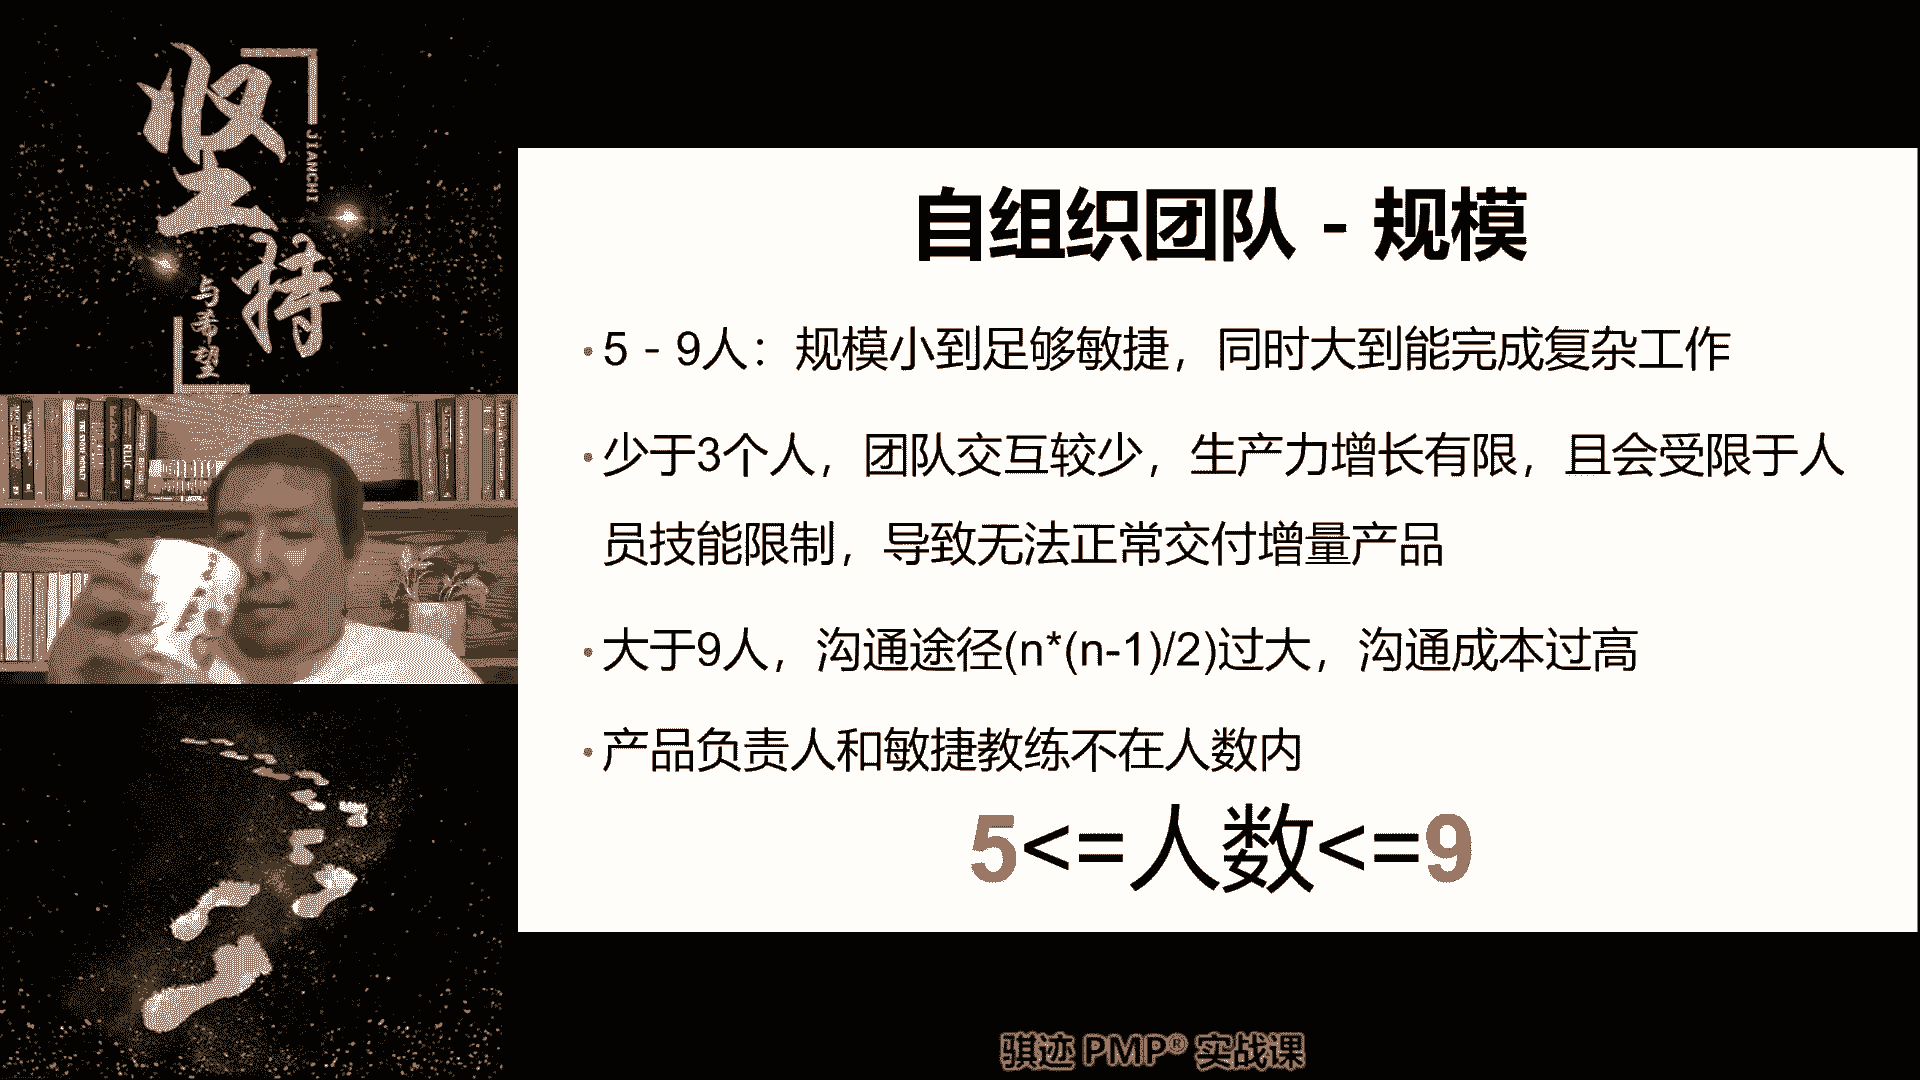 坚持
JIANCHI
与希望
自组织团队 - 规模
• 5 - 9人：规模小到足够敏捷，同时大到能完成复杂工作
• 少于3个人，团队交互较少，生产力增长有限，且会受限于人
员技能限制，导致无法正常交付增量产品
• 大于9人，沟通途径(n*(n-1)/2)过大，沟通成本过高
• 产品负责人和敏捷教练不在人数内
5<=人数<=9
骐迹 PMP® 实战课